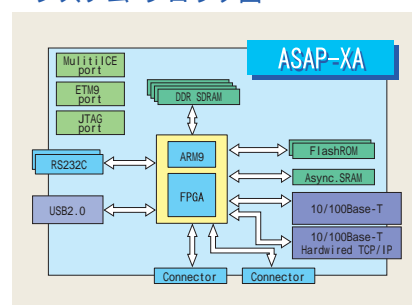 ASAP-XA
MulitiICE
port
ETM9
port
JTAG
port
DDR SDRAM
ARM9
FPGA
RS232C
USB2.0
FlashROM
Async.SRAM
10/100Base-T
10/100Base-T
Hardwired TCP/IP
Connector
Connector